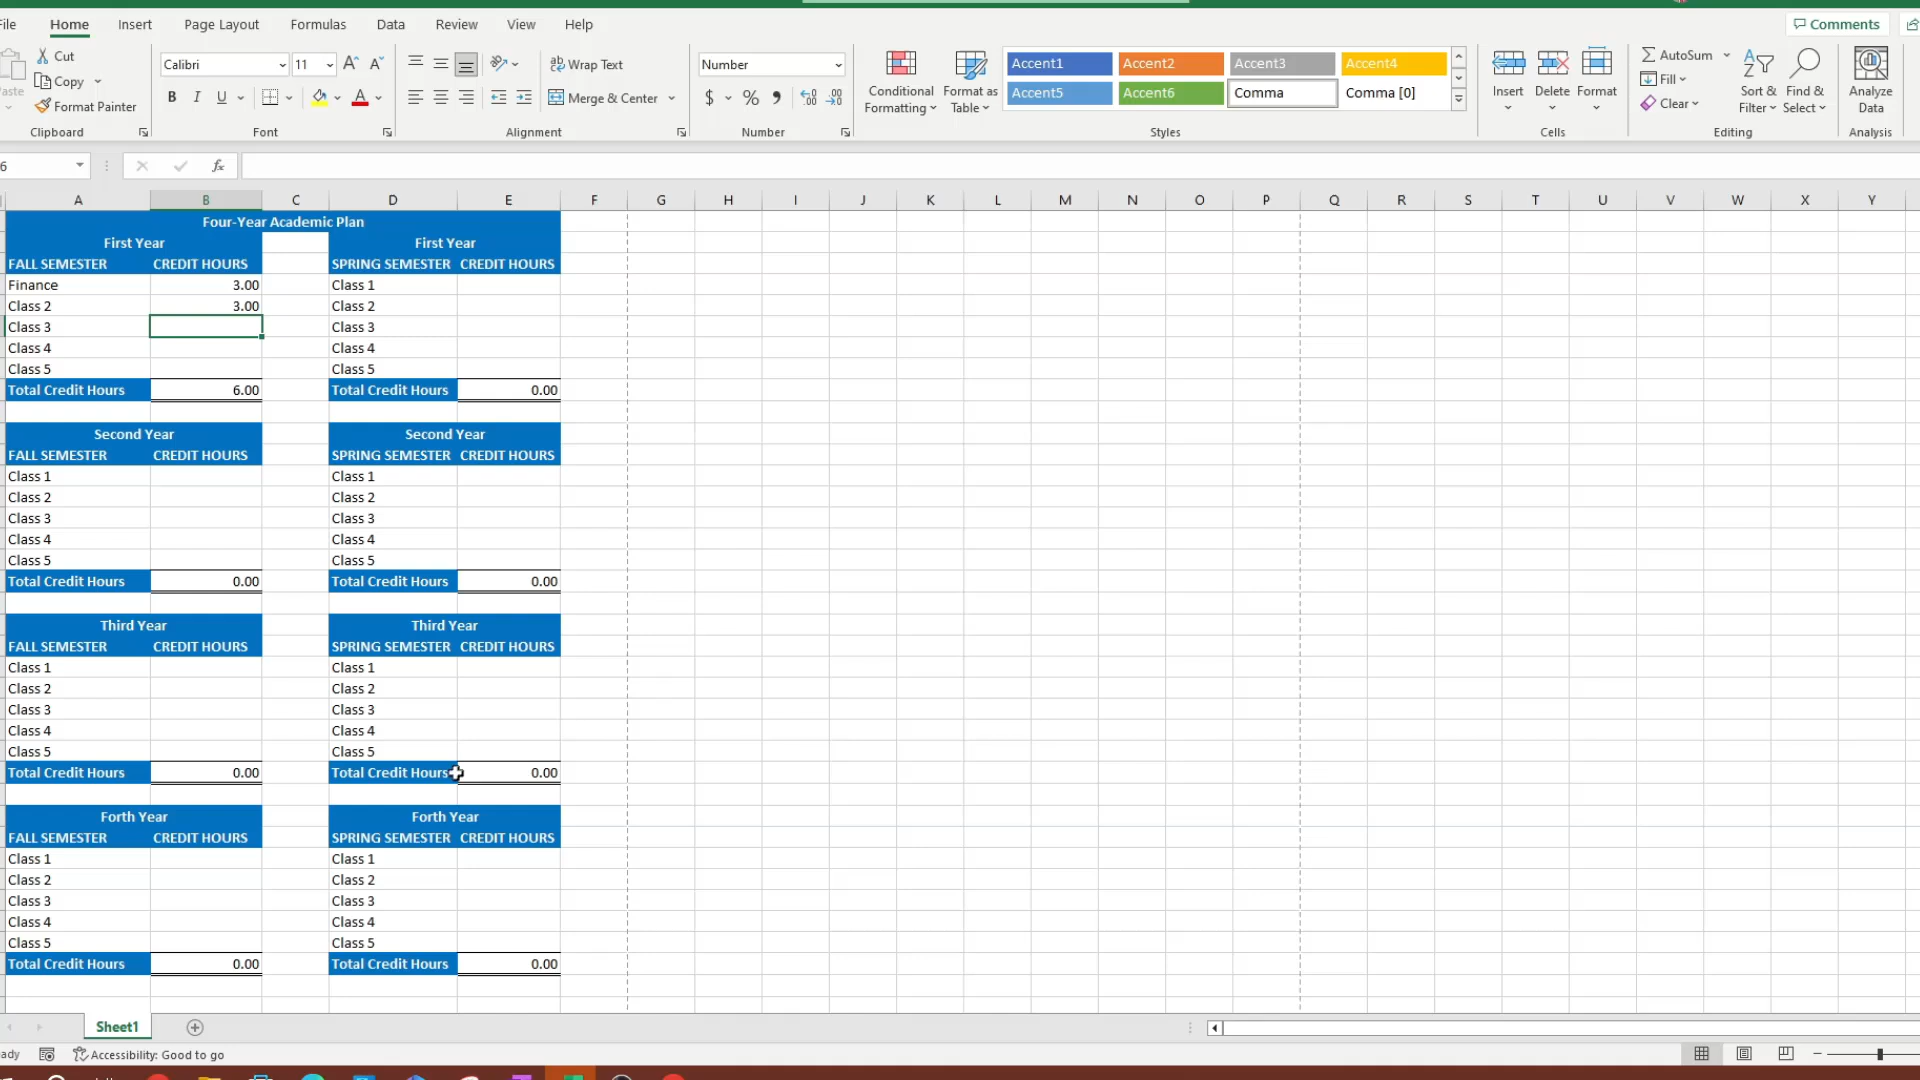 File Home Insert Page Layout Formulas Data Review View Help Comments
Cut
Copy
Format Painter
Clipboard
Calibri 11
B I U
Font
Wrap Text
Merge & Center
Alignment
Number
$ % 9
Number
Conditional Formatting
Format as Table
Accent1 Accent2 Accent3 Accent4
Accent5 Accent6 Comma Comma [0]
Styles
Insert Delete Format
Cells
AutoSum
Fill
Clear
Sort & Filter
Find & Select
Editing
Analyze Data
Analysis
6 fx
A B C D E F G H I J K L M N O P Q R S T U V W X Y
Four-Year Academic Plan
First Year First Year
FALL SEMESTER CREDIT HOURS SPRING SEMESTER CREDIT HOURS
Finance 3.00 Class 1
Class 2 3.00 Class 2
Class 3 Class 3
Class 4 Class 4
Class 5 Class 5
Total Credit Hours 6.00 Total Credit Hours 0.00
Second Year Second Year
FALL SEMESTER CREDIT HOURS SPRING SEMESTER CREDIT HOURS
Class 1 Class 1
Class 2 Class 2
Class 3 Class 3
Class 4 Class 4
Class 5 Class 5
Total Credit Hours 0.00 Total Credit Hours 0.00
Third Year Third Year
FALL SEMESTER CREDIT HOURS SPRING SEMESTER CREDIT HOURS
Class 1 Class 1
Class 2 Class 2
Class 3 Class 3
Class 4 Class 4
Class 5 Class 5
Total Credit Hours 0.00 Total Credit Hours 0.00
Forth Year Forth Year
FALL SEMESTER CREDIT HOURS SPRING SEMESTER CREDIT HOURS
Class 1 Class 1
Class 2 Class 2
Class 3 Class 3
Class 4 Class 4
Class 5 Class 5
Total Credit Hours 0.00 Total Credit Hours 0.00
Sheet1
Accessibility: Good to go